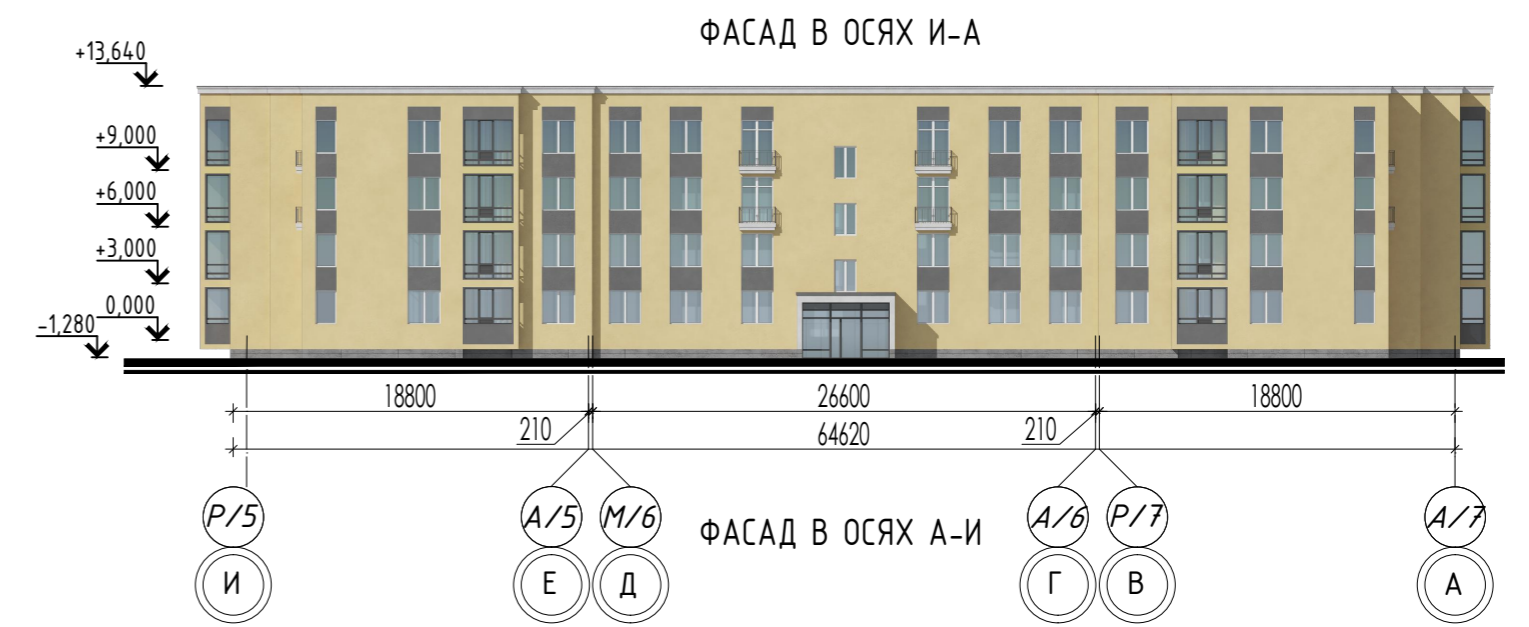 ФАСАД В ОСЯХ И-А
+13,640
+9,000
+6,000
+3,000
0,000
-1,280
18800
26600
18800
210
64620
210
Р/5
А/5
М/6
А/6
Р/7
А/7
ФАСАД В ОСЯХ А-И
И
Е
Д
Г
В
А